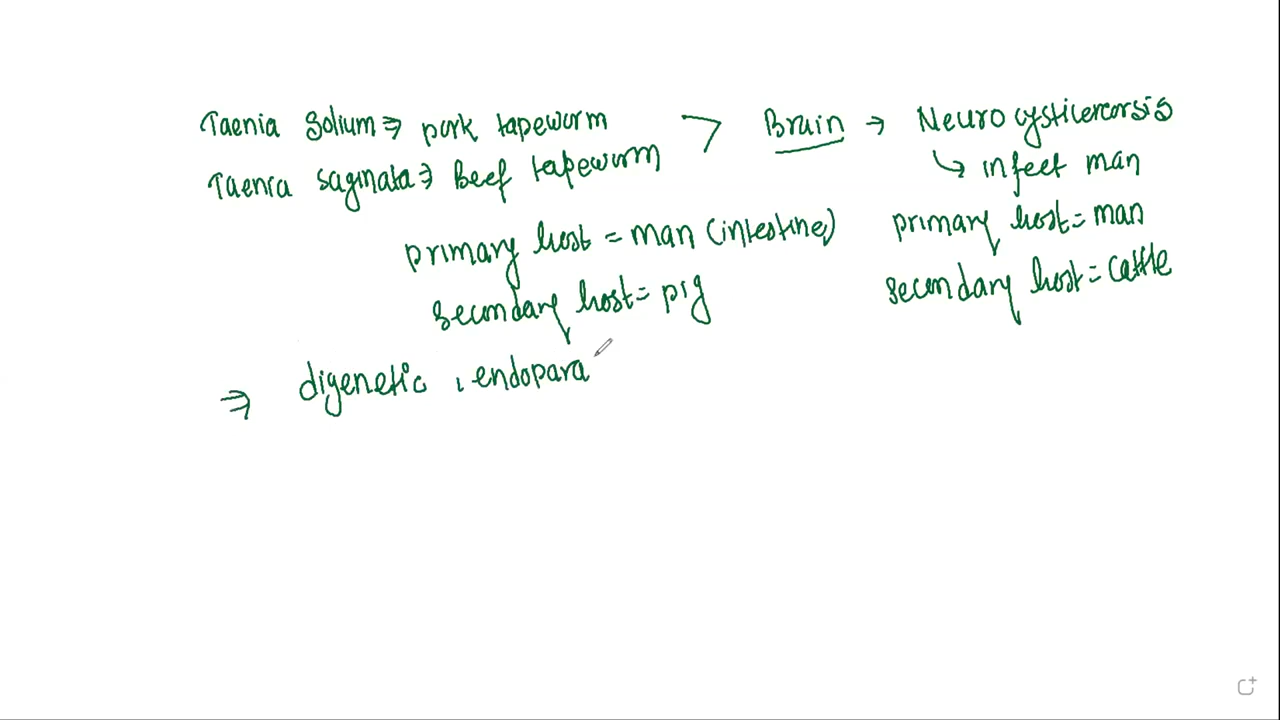 Taenia solium ⇒ pork tapeworm > Brain → Neurocysticercorsis
Taenia saginata ⇒ Beef tapeworm ↳ infect man
primary host = man (intestine) primary host = man
secondary host = pig secondary host = cattle
⇒ digenetic, endopara